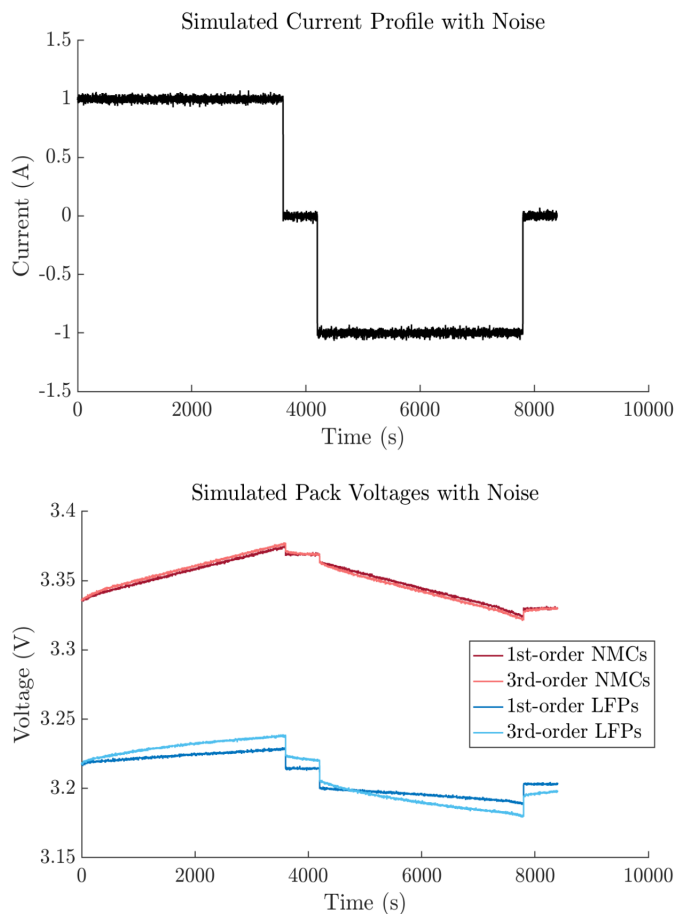 Simulated Current Profile with Noise
1.5
1
0.5
0
-0.5
-1
-1.5
Current (A)
0 2000 4000 6000 8000 10000
Time (s)
Simulated Pack Voltages with Noise
3.4
3.35
3.3
3.25
3.2
3.15
Voltage (V)
1st-order NMCs
3rd-order NMCs
1st-order LFPs
3rd-order LFPs
0 2000 4000 6000 8000 10000
Time (s)